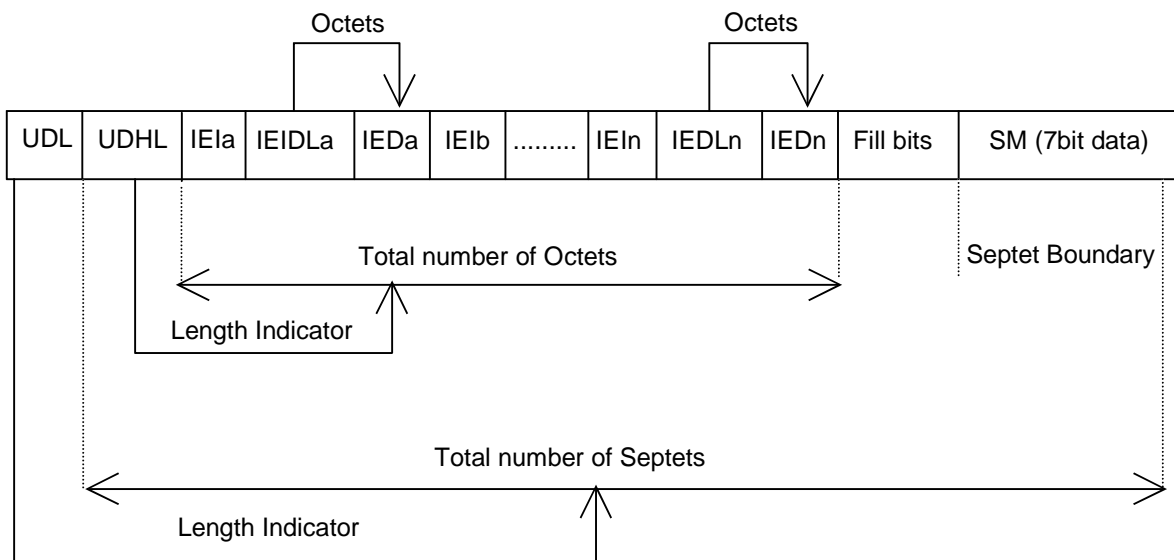 Octets Octets
UDL UDHL IEIa IEIDLa IEDa IEIb ......... IEIn IEDLn IEDn Fill bits SM (7bit data)
Total number of Octets Septet Boundary
Length Indicator
Total number of Septets
Length Indicator